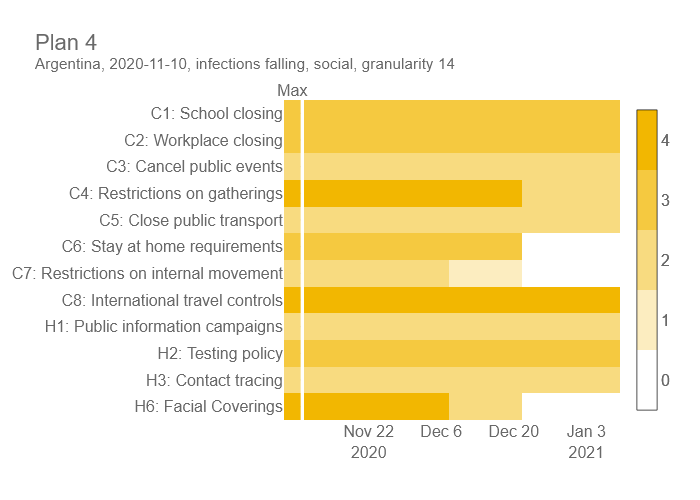 Plan 4
Argentina, 2020-11-10, infections falling, social, granularity 14
Max
C1: School closing
C2: Workplace closing
C3: Cancel public events
C4: Restrictions on gatherings
C5: Close public transport
C6: Stay at home requirements
C7: Restrictions on internal movement
C8: International travel controls
H1: Public information campaigns
H2: Testing policy
H3: Contact tracing
H6: Facial Coverings
Nov 22 Dec 6 Dec 20 Jan 3
2020 2021
4
3
2
1
0